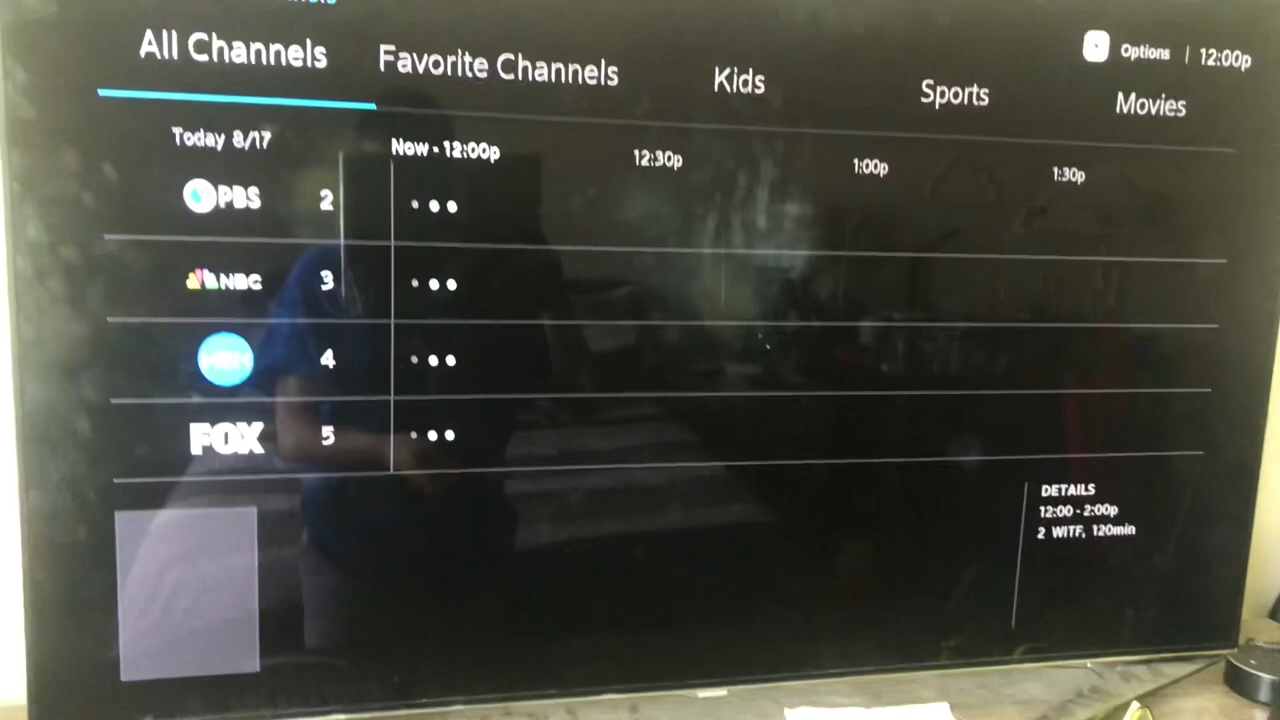 All Channels Favorite Channels Kids Sports Movies
Options | 12:00p
Today 8/17 Now - 12:00p 12:30p 1:00p 1:30p
PBS 2
NBC 3
HSN 4
FOX 5
DETAILS
12:00 - 2:00p
2 WITF, 120min